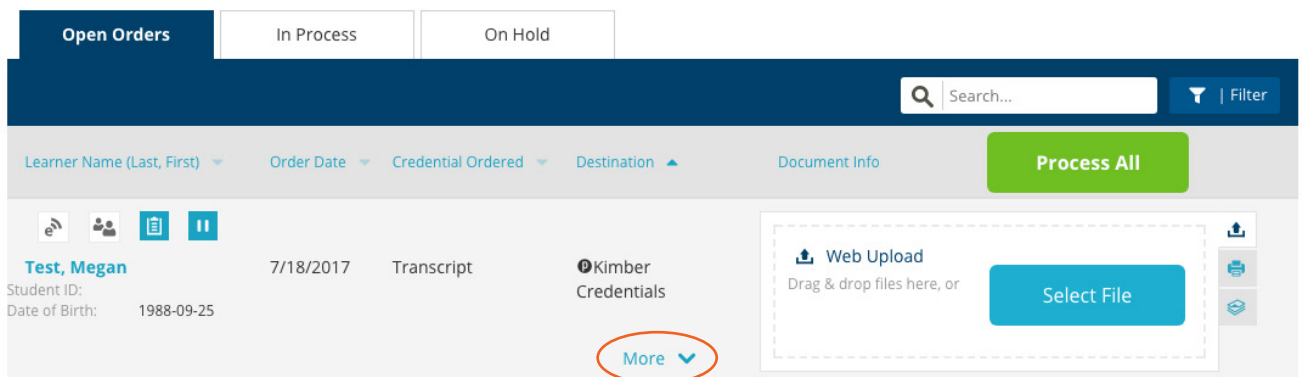 Open Orders In Process On Hold
Search... | Filter
Learner Name (Last, First) Order Date Credential Ordered Destination Document Info Process All
Test, Megan 7/18/2017 Transcript PKimber
Credentials
Student ID:
Date of Birth: 1988-09-25
Web Upload
Drag & drop files here, or
Select File
More